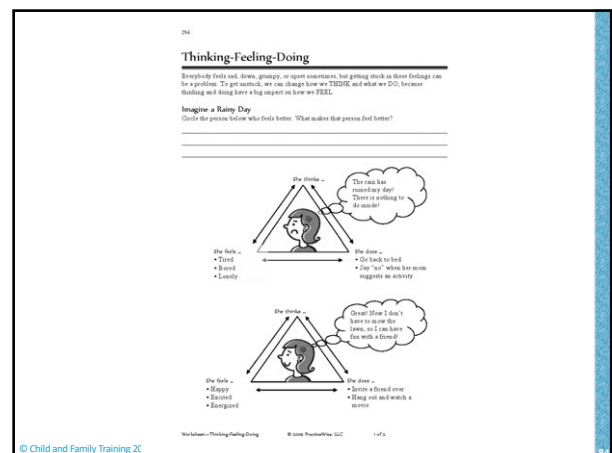 294
Thinking-Feeling-Doing
Everybody feels sad, down, grumpy, or upset sometimes, but getting stuck in these feelings can
be a problem. To get unstuck, we can change how we THINK and what we DO, because
thinking and doing have a big impact on how we FEEL.
Imagine a Rainy Day
Circle the person below who feels better. What makes that person feel better?
She thinks ...
The rain has
ruined my day!
There is nothing to
do inside!
She feels ...
• Tired
• Bored
• Lonely
She does ...
• Go back to bed
• Say "no" when her mom
suggests an activity
She thinks ...
Great! Now I don't
have to mow the
lawn, so I can have
fun with a friend!
She feels ...
• Happy
• Excited
• Energized
She does ...
• Invite a friend over
• Hang out and watch a
movie
Worksheet—Thinking-Feeling-Doing © 2009 PracticeWise, LLC 1 of 2
© Child and Family Training